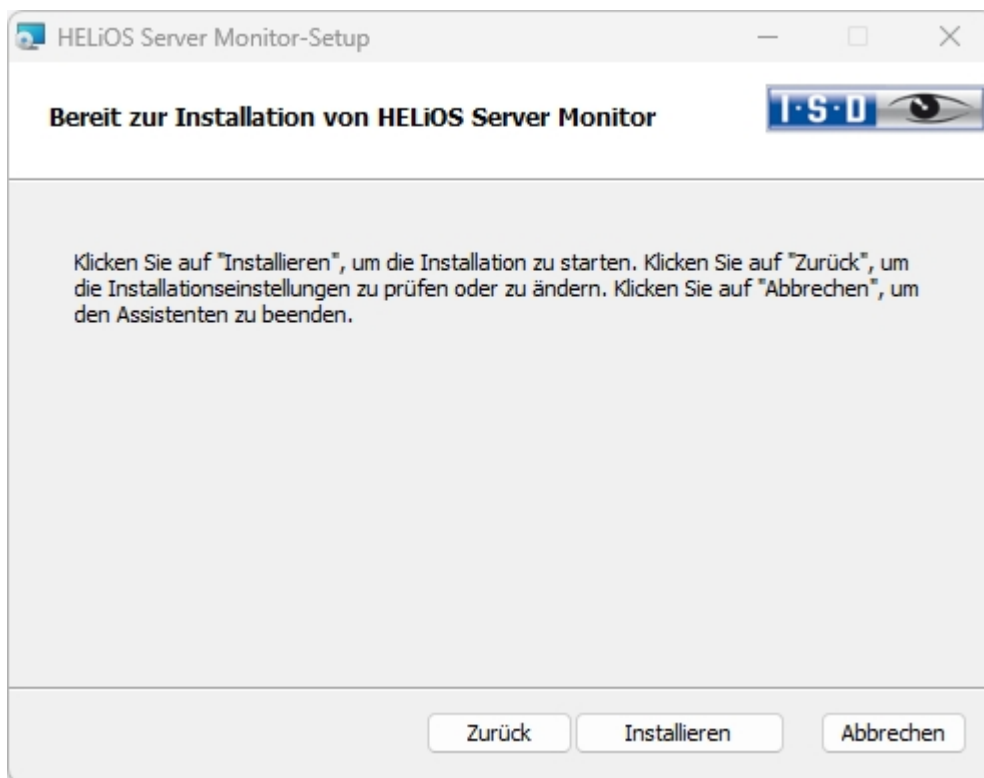 HELiOS Server Monitor-Setup
Bereit zur Installation von HELiOS Server Monitor
I·S·D
Klicken Sie auf "Installieren", um die Installation zu starten. Klicken Sie auf "Zurück", um
die Installationseinstellungen zu prüfen oder zu ändern. Klicken Sie auf "Abbrechen", um
den Assistenten zu beenden.
Zurück
Installieren
Abbrechen